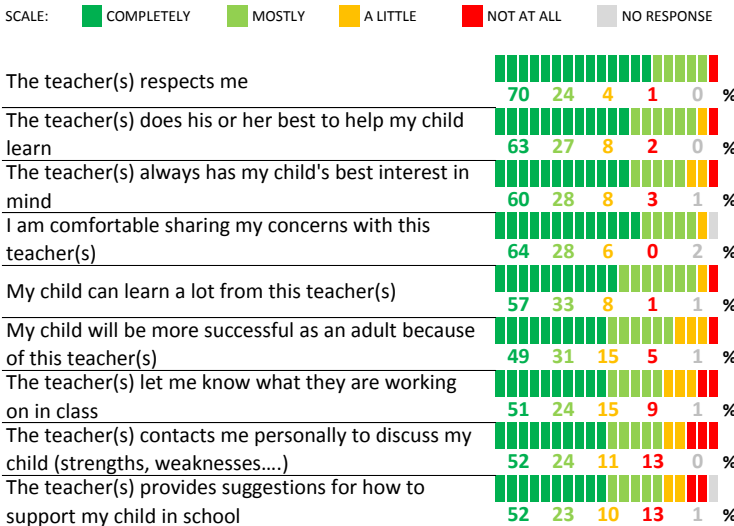 SCALE: COMPLETELY MOSTLY A LITTLE NOT AT ALL NO RESPONSE
The teacher(s) respects me
70 24 4 1 0 %
The teacher(s) does his or her best to help my child
learn
63 27 8 2 0 %
The teacher(s) always has my child's best interest in
mind
60 28 8 3 1 %
I am comfortable sharing my concerns with this
teacher(s)
64 28 6 0 2 %
My child can learn a lot from this teacher(s)
57 33 8 1 1 %
My child will be more successful as an adult because
of this teacher(s)
49 31 15 5 1 %
The teacher(s) let me know what they are working
on in class
51 24 15 9 1 %
The teacher(s) contacts me personally to discuss my
child (strengths, weaknesses....)
52 24 11 13 0 %
The teacher(s) provides suggestions for how to
support my child in school
52 23 10 13 1 %